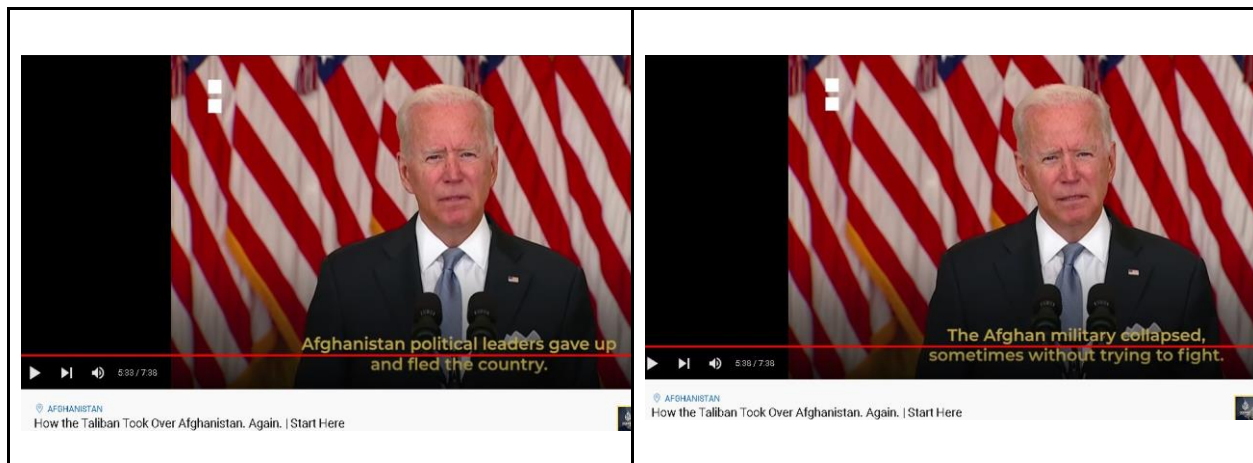 Afghanistan political leaders gave up
and fled the country.
5:33 / 7:38
AFGHANISTAN
How the Taliban Took Over Afghanistan. Again. | Start Here
The Afghan military collapsed,
sometimes without trying to fight.
5:38 / 7:38
AFGHANISTAN
How the Taliban Took Over Afghanistan. Again. | Start Here